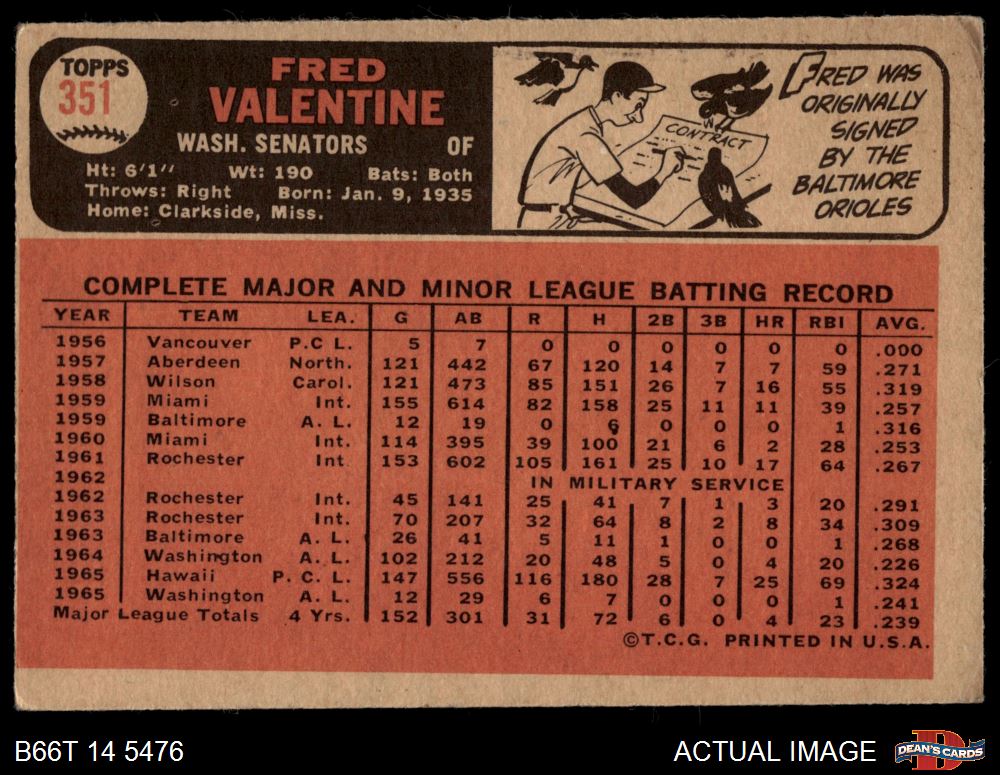 TOPPS
351
FRED
VALENTINE
WASH. SENATORS OF
Ht: 6'1" Wt: 190 Bats: Both
Throws: Right Born: Jan. 9, 1935
Home: Clarkside, Miss.
CONTRACT
FRED WAS
ORIGINALLY
SIGNED
BY THE
BALTIMORE
ORIOLES
COMPLETE MAJOR AND MINOR LEAGUE BATTING RECORD
YEAR TEAM LEA. G AB R H 2B 3B HR RBI AVG.
1956 Vancouver P.C L. 5 7 0 0 0 0 0 0 .000
1957 Aberdeen North. 121 442 67 120 14 7 7 59 .271
1958 Wilson Carol. 121 473 85 151 26 7 16 55 .319
1959 Miami Int. 155 614 82 158 25 11 11 39 .257
1959 Baltimore A. L. 12 19 0 6 0 0 0 1 .316
1960 Miami Int. 114 395 39 100 21 6 2 28 .253
1961 Rochester Int. 153 602 105 161 25 10 17 64 .267
1962 IN MILITARY SERVICE
1962 Rochester Int. 45 141 25 41 7 1 3 20 .291
1963 Rochester Int. 70 207 32 64 8 2 8 34 .309
1963 Baltimore A. L. 26 41 5 11 1 0 0 1 .268
1964 Washington A. L. 102 212 20 48 5 0 4 20 .226
1965 Hawaii P. C. L. 147 556 116 180 28 7 25 69 .324
1965 Washington A. L. 12 29 6 7 0 0 0 1 .241
Major League Totals 4 Yrs. 152 301 31 72 6 0 4 23 .239
©T.C.G. PRINTED IN U.S.A.
B66T 14 5476
ACTUAL IMAGE
D
DEAN'S CARDS